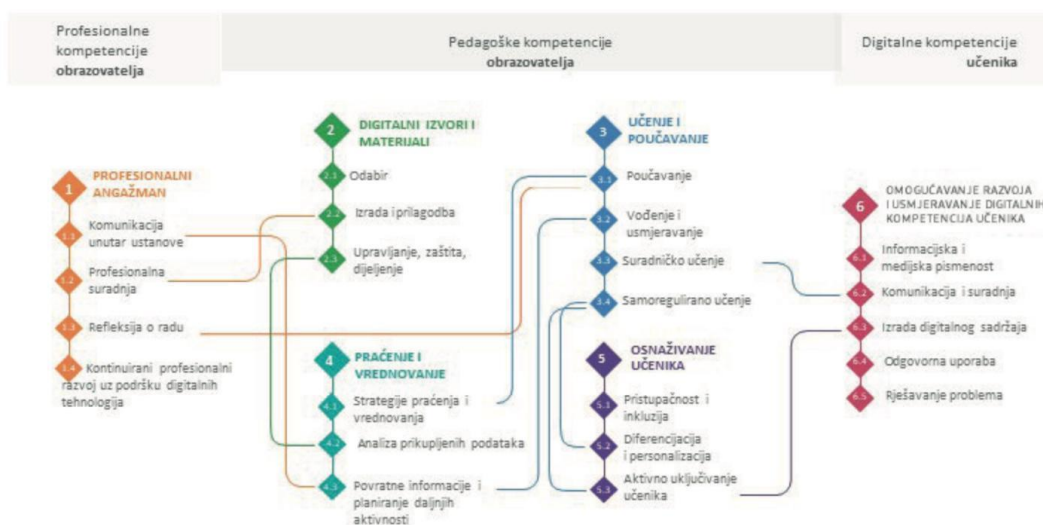 Profesionalne
kompetencije
obrazovatelja
Pedagoške kompetencije
obrazovatelja
Digitalne kompetencije
učenika
1
PROFESIONALNI
ANGAŽMAN
1.1
Komunikacija
unutar ustanove
1.2
Profesionalna
suradnja
1.3
Refleksija o radu
1.4
Kontinuirani profesionalni
razvoj uz podršku digitalnih
tehnologija
2
DIGITALNI IZVORI I
MATERIJALI
2.1
Odabir
2.2
Izrada i prilagodba
2.3
Upravljanje, zaštita,
dijeljenje
4
PRAĆENJE I
VREDNOVANJE
4.1
Strategije praćenja i
vrednovanja
4.2
Analiza prikupljenih podataka
4.3
Povratne informacije i
planiranje daljnjih
aktivnosti
3
UČENJE I
POUČAVANJE
3.1
Poučavanje
3.2
Vođenje i
usmjeravanje
3.3
Suradničko učenje
3.4
Samoregulirano učenje
5
OSNAŽIVANJE
UČENIKA
5.1
Pristupačnost i
inkluzija
5.2
Diferencijacija
i personalizacija
5.3
Aktivno uključivanje
učenika
6
OMOGUĆAVANJE RAZVOJA
I USMJERAVANJE DIGITALNIH
KOMPETENCIJA UČENIKA
6.1
Informacijska i
medijska pismenost
6.2
Komunikacija i suradnja
6.3
Izrada digitalnog sadržaja
6.4
Odgovorna uporaba
6.5
Rješavanje problema